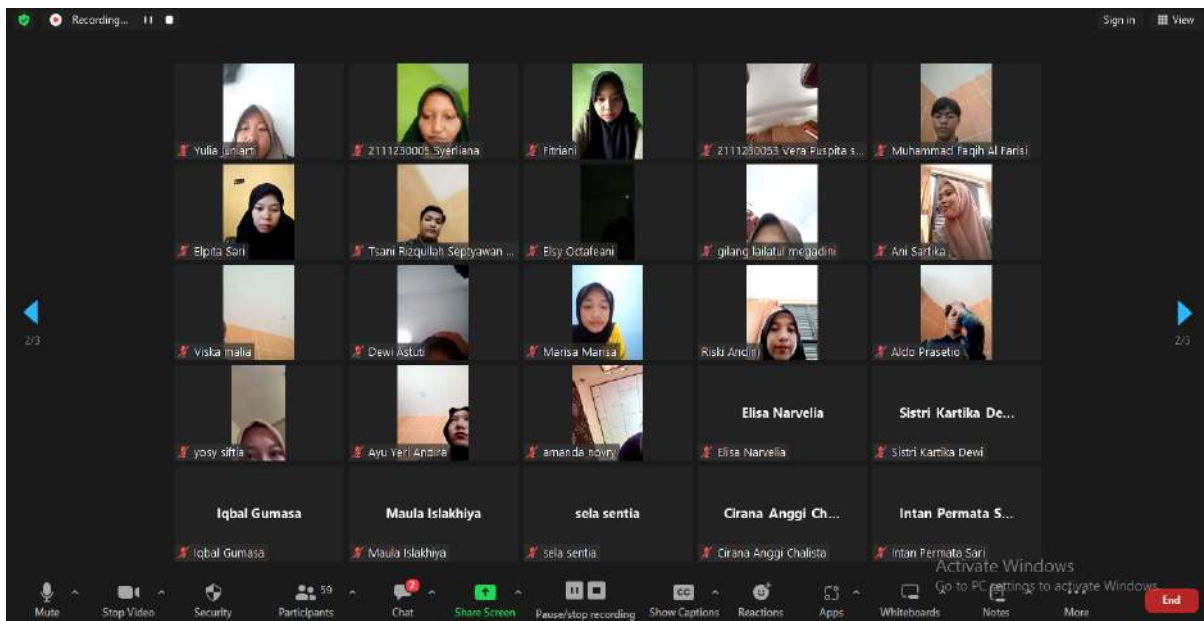 Recording...
Sign in
View
Yulia Juniarti
2111230005 Syerliana
Fitriani
2111230053 Vera Puspita s...
Muhammad Faqih Al Farisi
Elpita Sari
Tsani Rizqullah Septyawan ...
Elsy Octafeani
gilang lailatul megadini
Ani Sartika
Viska malia
Dewi Astuti
Marisa Marisa
Riski Andini
Aldo Prasetio
yosy siftia
Ayu Yeri Andira
amanda novry
Elisa Narvelia
Elisa Narvelia
Sistri Kartika De...
Sistri Kartika Dewi
2/3
2/3
Iqbal Gumasa
Iqbal Gumasa
Maula Islakhiya
Maula Islakhiya
sela sentia
sela sentia
Cirana Anggi Ch...
Cirana Anggi Chalista
Intan Permata S...
Intan Permata Sari
Activate Windows
Go to PC settings to activate Windows.
Mute
Stop Video
Security
59
Participants
2
Chat
Share Screen
Pause/stop recording
CC
Show Captions
Reactions
Apps
Whiteboards
Notes
More
End